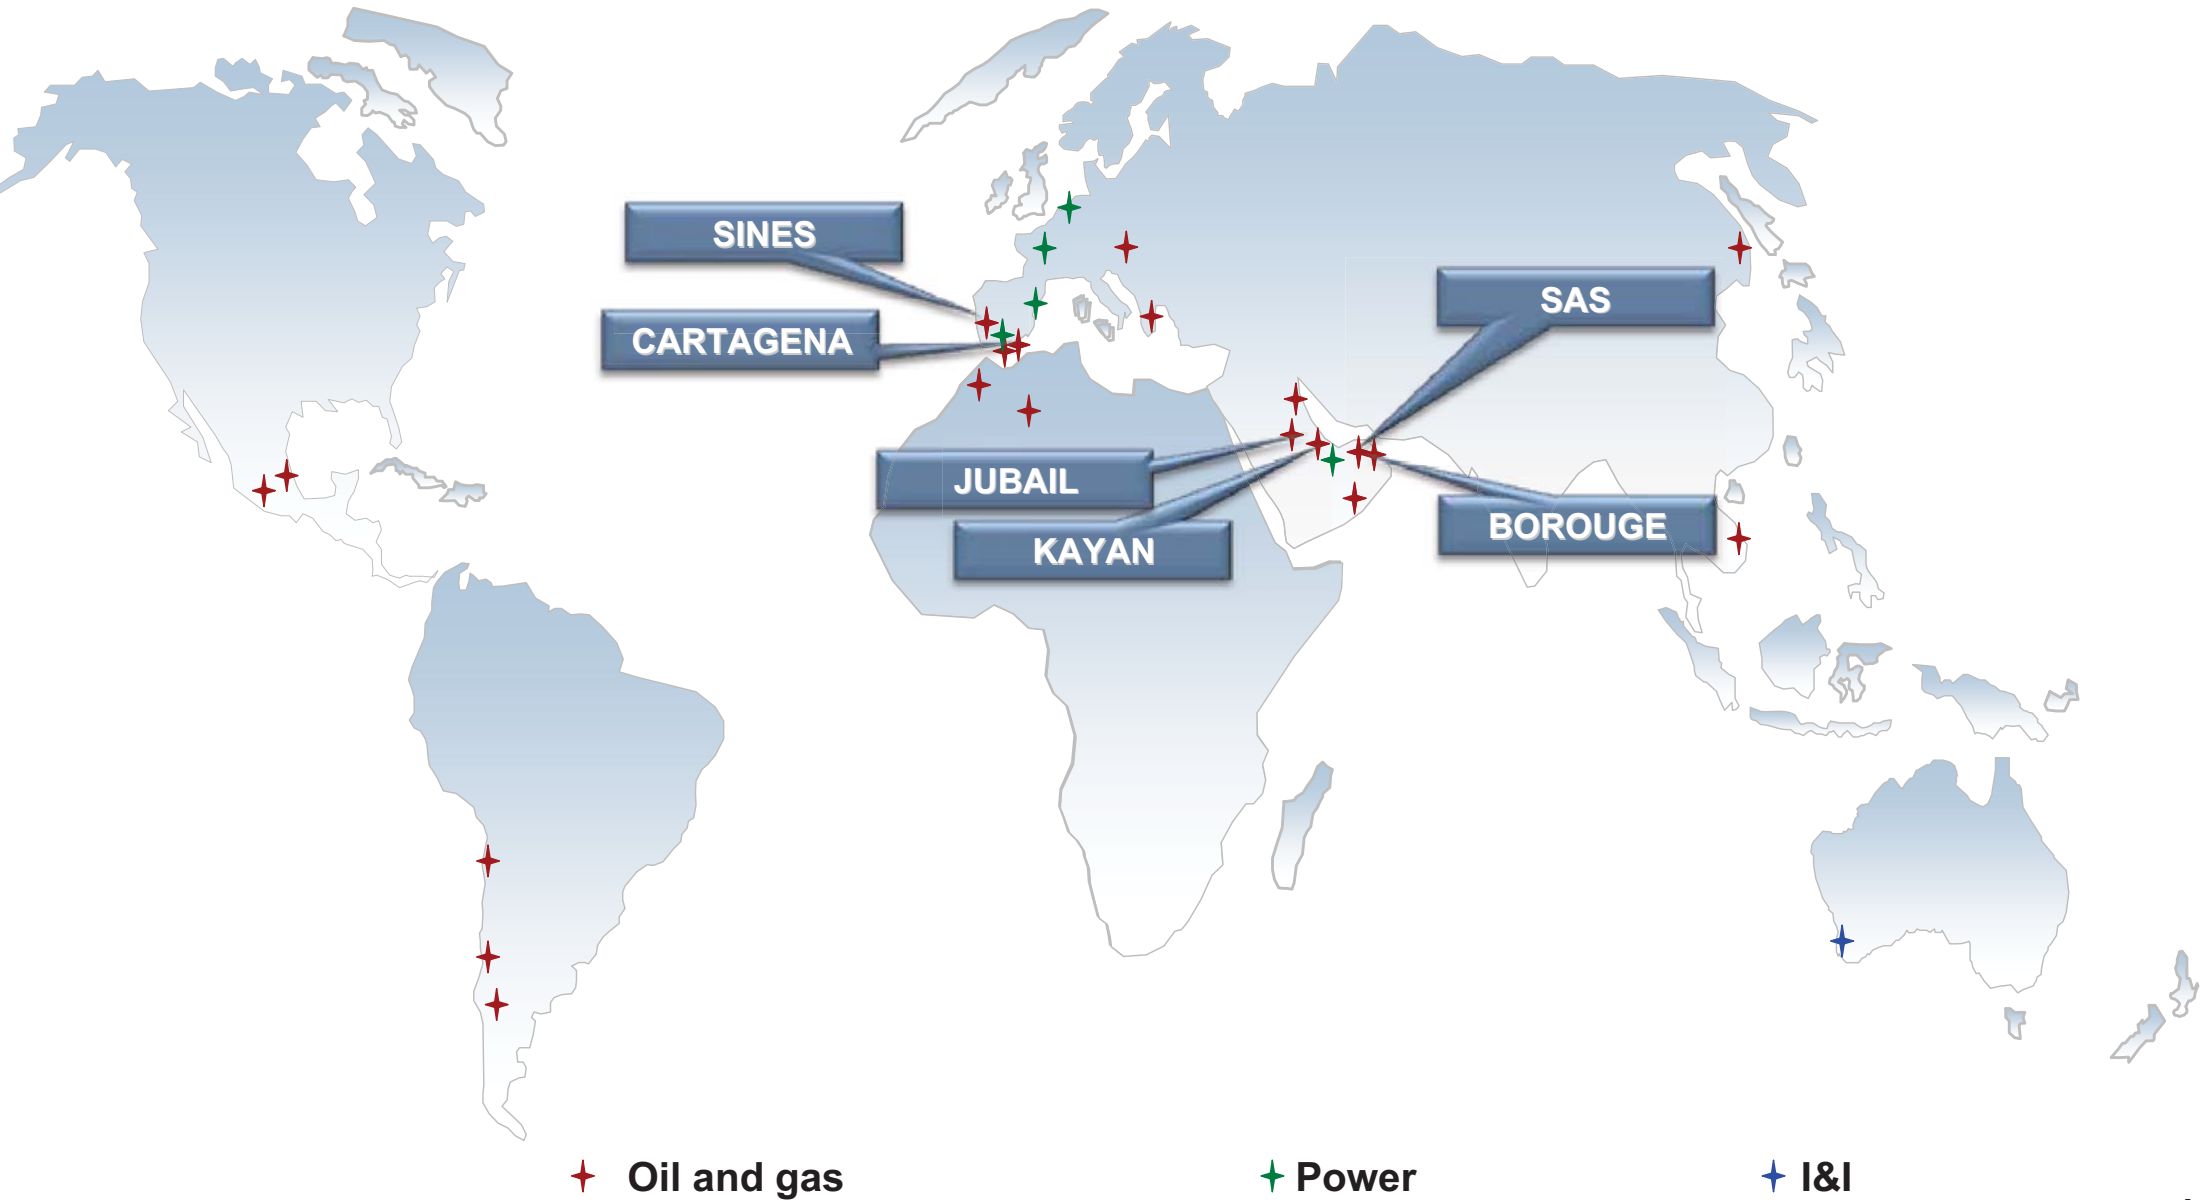 SINES
SAS
CARTAGENA
JUBAIL
BOROUGE
KAYAN
Oil and gas
Power
I&I